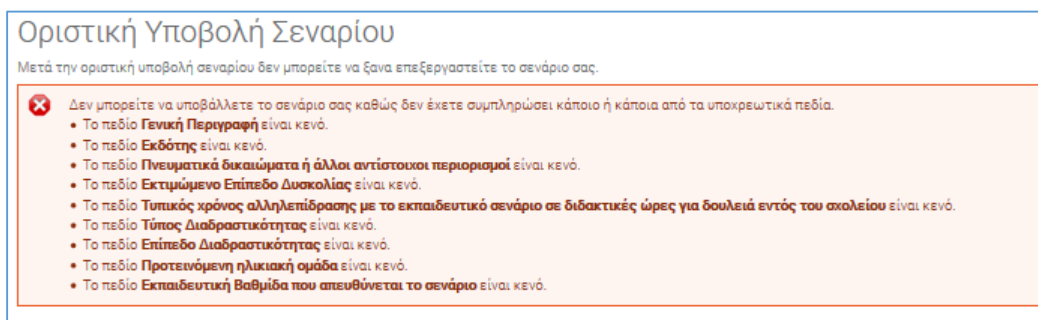 Οριστική Υποβολή Σεναρίου
Μετά την οριστική υποβολή σεναρίου δεν μπορείτε να ξανα επεξεργαστείτε το σενάριο σας.
Δεν μπορείτε να υποβάλλετε το σενάριο σας καθώς δεν έχετε συμπληρώσει κάποιο ή κάποια από τα υποχρεωτικά πεδία.
• Το πεδίο Γενική Περιγραφή είναι κενό.
• Το πεδίο Εκδότης είναι κενό.
• Το πεδίο Πνευματικά δικαιώματα ή άλλοι αντίστοιχοι περιορισμοί είναι κενό.
• Το πεδίο Εκτιμώμενο Επίπεδο Δυσκολίας είναι κενό.
• Το πεδίο Τυπικός χρόνος αλληλεπίδρασης με το εκπαιδευτικό σενάριο σε διδακτικές ώρες για δουλειά εντός του σχολείου είναι κενό.
• Το πεδίο Τύπος Διαδραστικότητας είναι κενό.
• Το πεδίο Επίπεδο Διαδραστικότητας είναι κενό.
• Το πεδίο Προτεινόμενη ηλικιακή ομάδα είναι κενό.
• Το πεδίο Εκπαιδευτική Βαθμίδα που απευθύνεται το σενάριο είναι κενό.